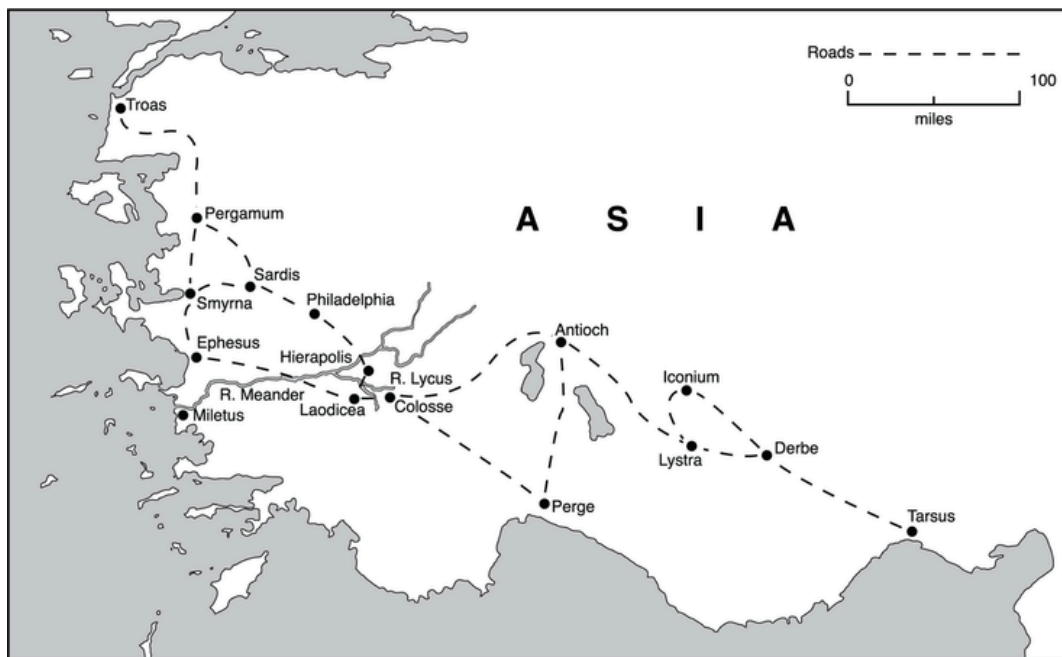 Roads
0 100
miles
Troas
Pergamum
A S I A
Sardis
Smyrna
Philadelphia
Ephesus
Antioch
Hierapolis
R. Lycus
R. Meander
Laodicea
Colosse
Iconium
Miletus
Lystra
Derbe
Perge
Tarsus